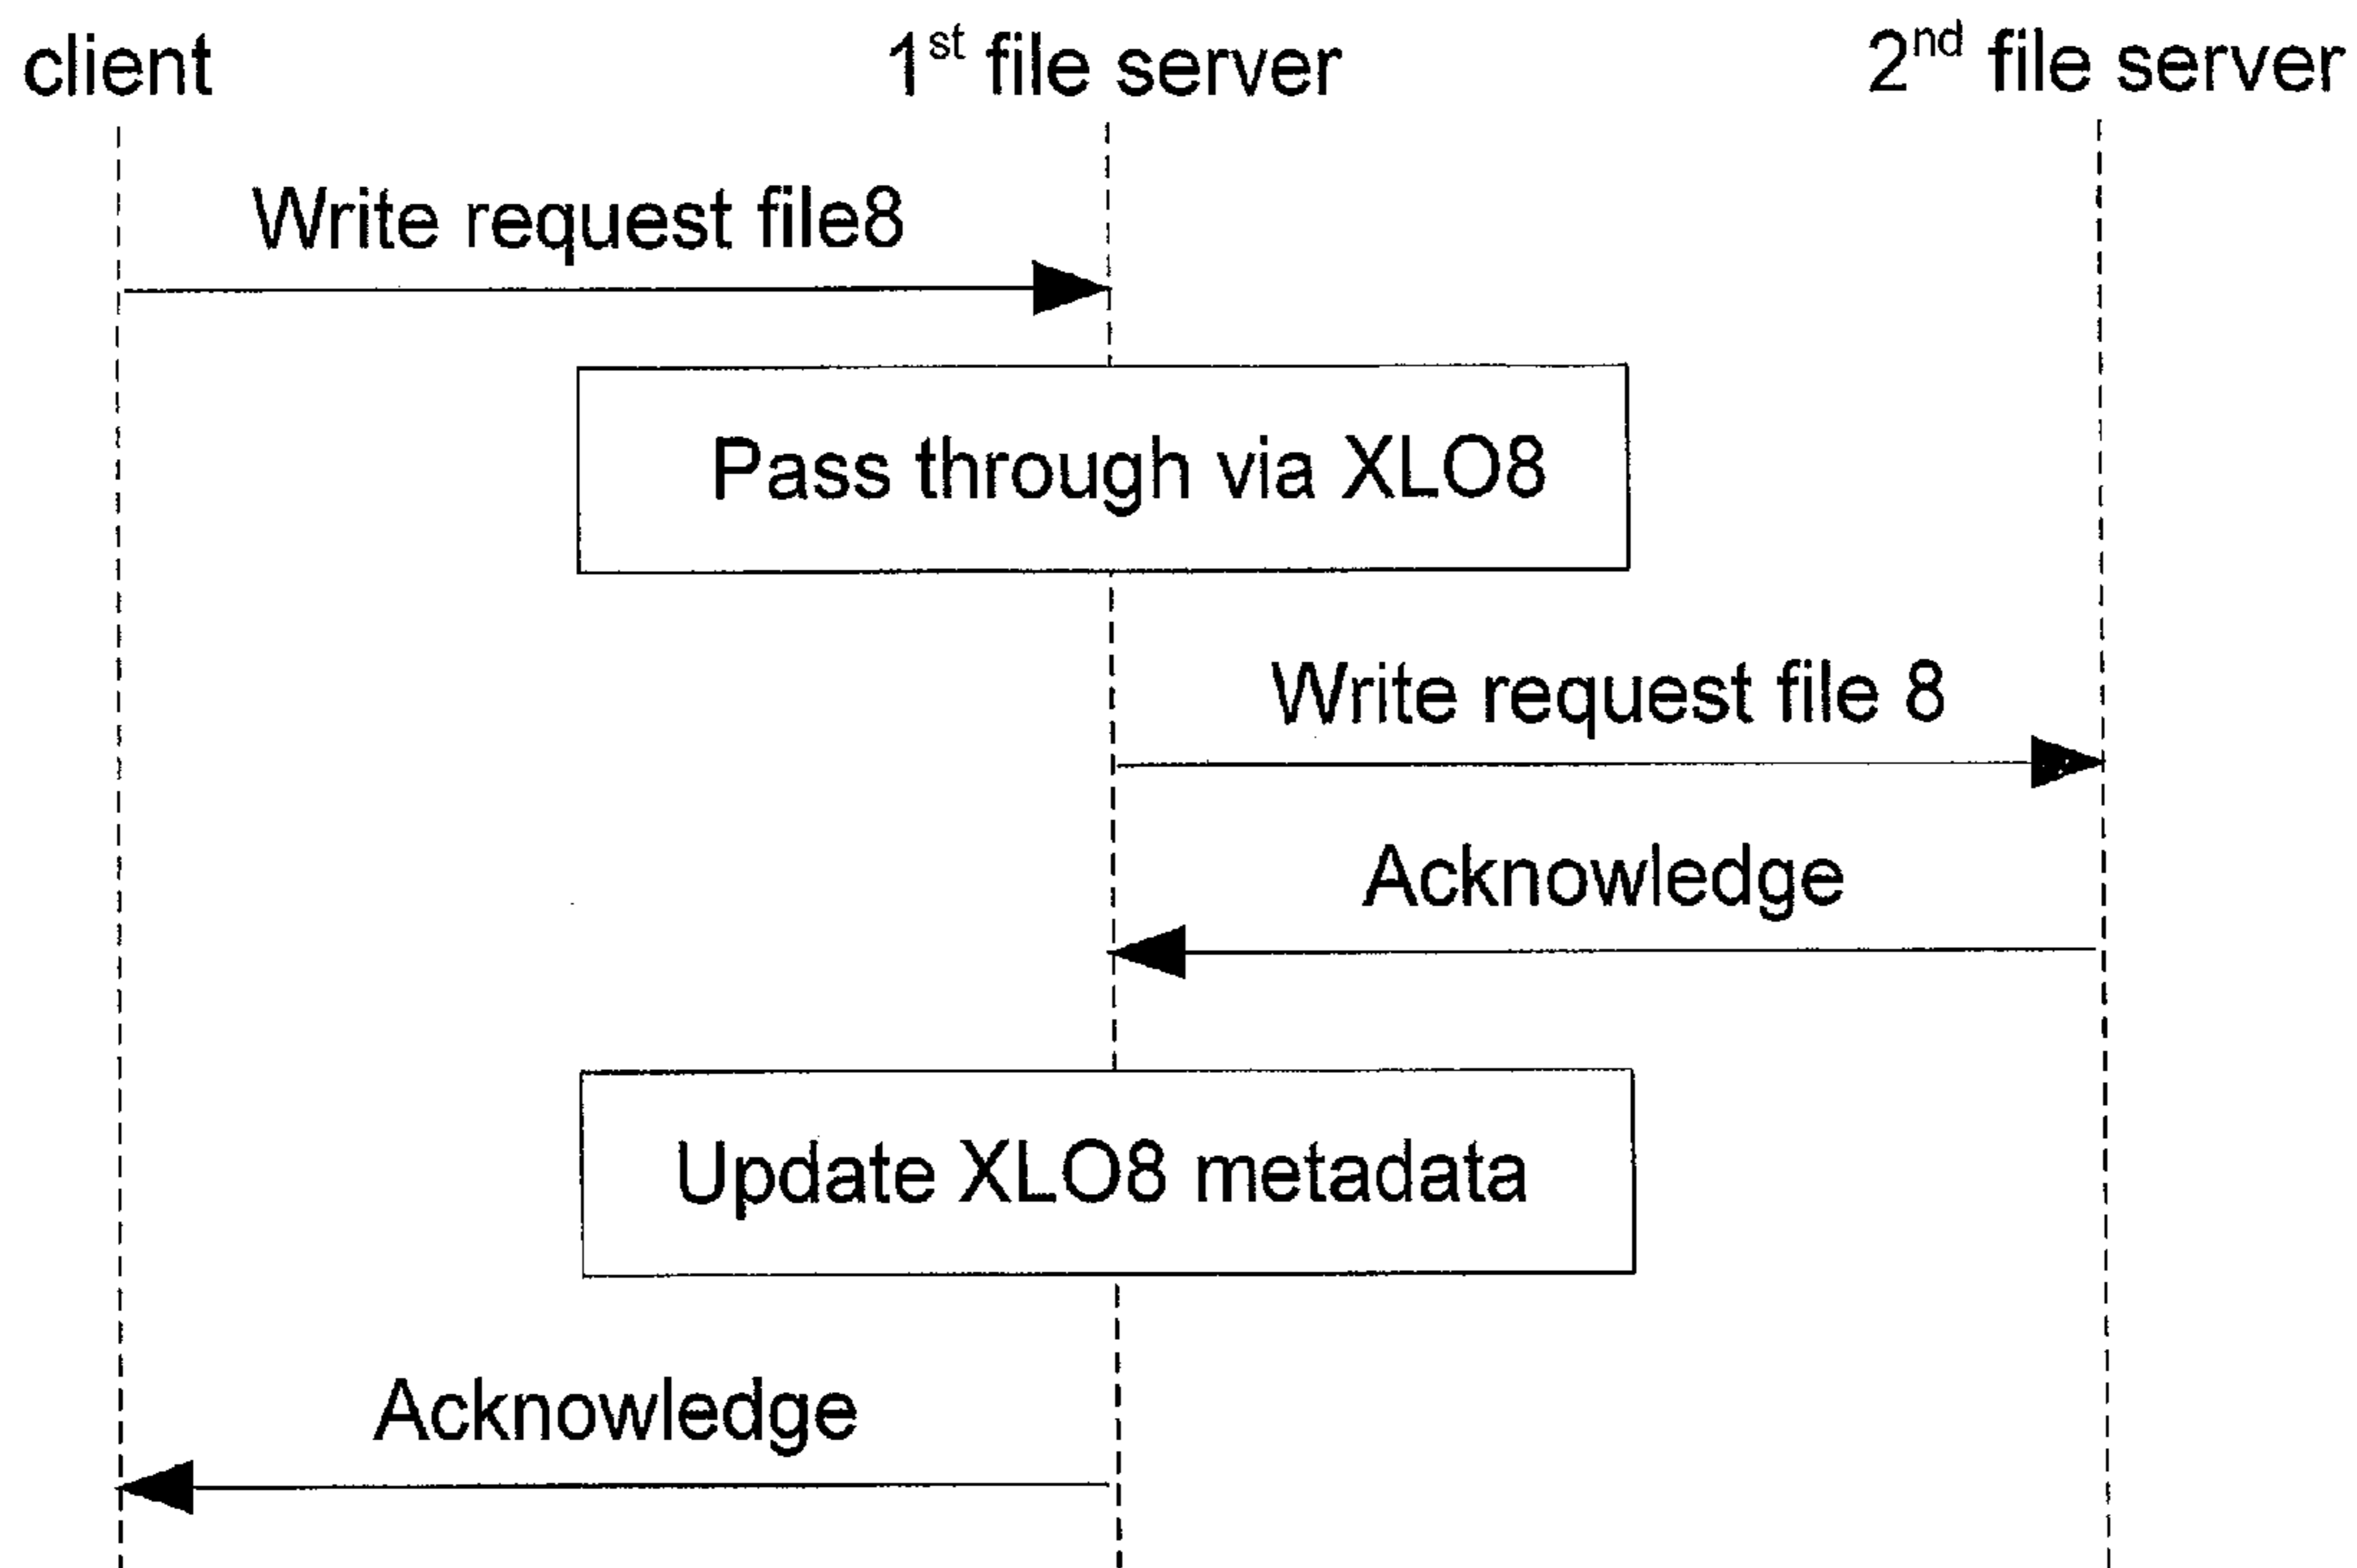 client
1st file server
2nd file server
Write request file8
Pass through via XLO8
Write request file 8
Acknowledge
Update XLO8 metadata
Acknowledge